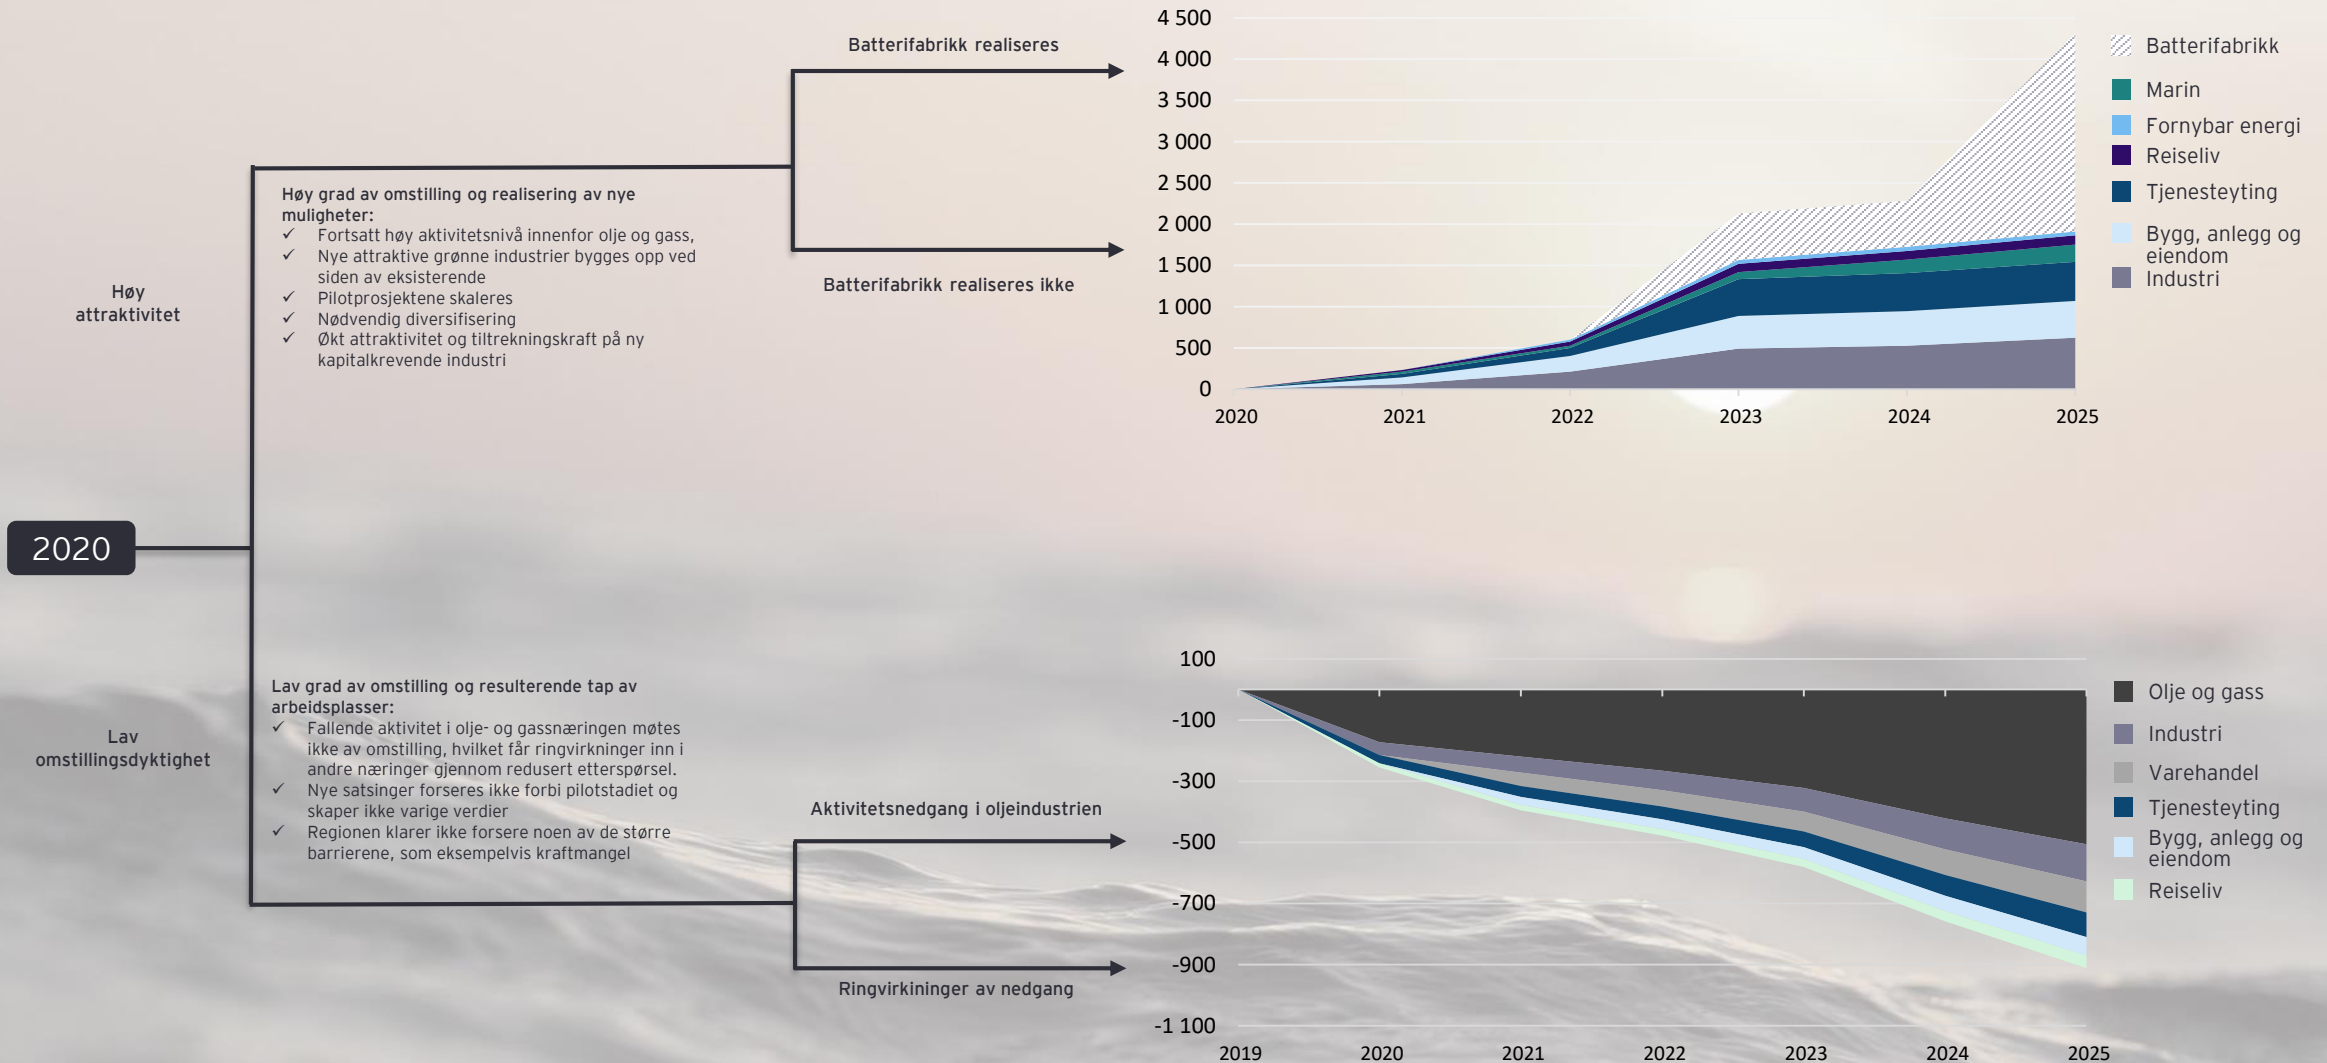 Batterifabrikk realiseres
Høy grad av omstilling og realisering av nye
muligheter:
✓ Fortsatt høy aktivitetsnivå innenfor olje og gass,
✓ Nye attraktive grønne industrier bygges opp ved
siden av eksisterende
✓ Pilotprosjektene skaleres
✓ Nødvendig diversifisering
✓ Økt attraktivitet og tiltrekningskraft på ny
kapitalkrevende industri
Høy
attraktivitet
Batterifabrikk realiseres ikke
4 500
4 000
3 500
3 000
2 500
2 000
1 500
1 000
500
0
2020 2021 2022 2023 2024 2025
Batterifabrikk
Marin
Fornybar energi
Reiseliv
Tjenesteyting
Bygg, anlegg og
eiendom
Industri
2020
Lav grad av omstilling og resulterende tap av
arbeidsplasser:
✓ Fallende aktivitet i olje- og gassnæringen møtes
ikke av omstilling, hvilket får ringvirkninger inn i
andre næringer gjennom redusert etterspørsel.
✓ Nye satsinger forseres ikke forbi pilotstadiet og
skaper ikke varige verdier
✓ Regionen klarer ikke forsere noen av de større
barrierene, som eksempelvis kraftmangel
Lav
omstillingsdyktighet
Aktivitetsnedgang i oljeindustrien
Ringvirkininger av nedgang
100
-100
-300
-500
-700
-900
-1 100
2019 2020 2021 2022 2023 2024 2025
Olje og gass
Industri
Varehandel
Tjenesteyting
Bygg, anlegg og
eiendom
Reiseliv